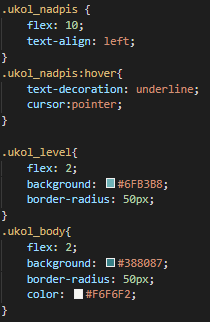 .ukol_nadpis {
flex: 10;
text-align: left;
}
.ukol_nadpis:hover{
text-decoration: underline;
cursor:pointer;
}
.ukol_level{
flex: 2;
background: #6FB3B8;
border-radius: 50px;
}
.ukol_body{
flex: 2;
background: #388087;
border-radius: 50px;
color: #F6F6F2;
}